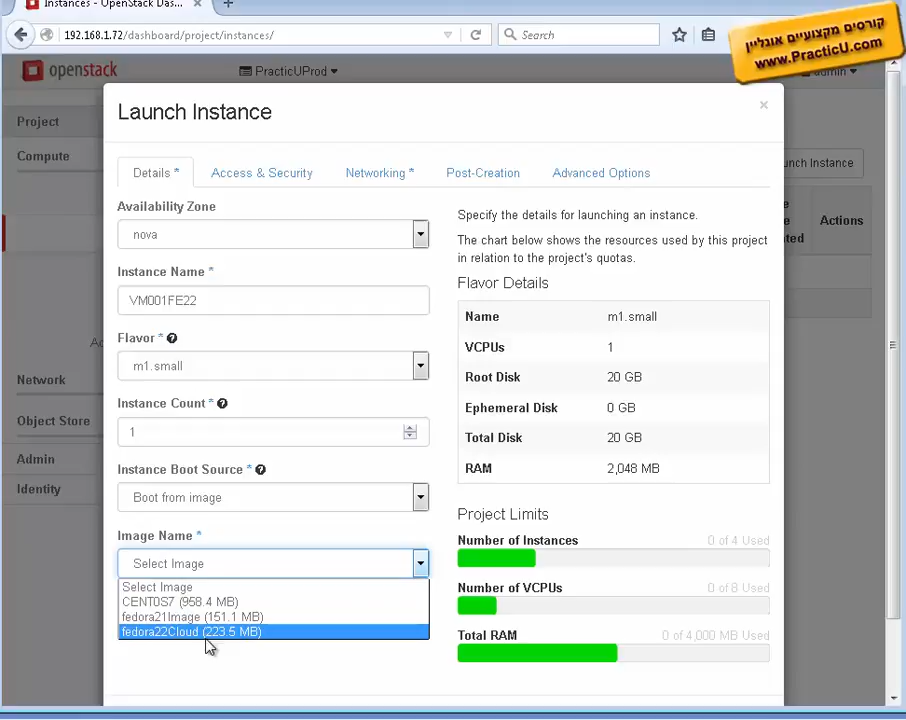 Instances - OpenStack Das...
192.168.1.72/dashboard/project/instances/
Search
קורסים מקצועיים אונליין
www.PracticU.com
openstack
PracticUProd
admin
Project
Compute
Network
Object Store
Admin
Identity
Launch Instance
Actions
Launch Instance
×
Details *
Access & Security
Networking *
Post-Creation
Advanced Options
Availability Zone
nova
Instance Name *
VM001FE22
Flavor *
m1.small
Instance Count *
1
Instance Boot Source *
Boot from image
Image Name *
Select Image
Select Image
CENTOS7 (958.4 MB)
fedora21Image (151.1 MB)
fedora22Cloud (223.5 MB)
Specify the details for launching an instance.
The chart below shows the resources used by this project
in relation to the project's quotas.
Flavor Details
Name m1.small
VCPUs 1
Root Disk 20 GB
Ephemeral Disk 0 GB
Total Disk 20 GB
RAM 2,048 MB
Project Limits
Number of Instances 0 of 4 Used
Number of VCPUs 0 of 8 Used
Total RAM 0 of 4,000 MB Used